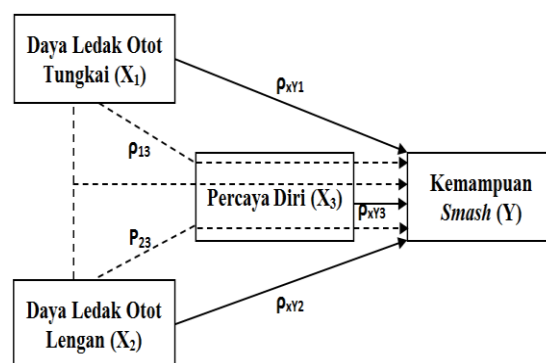 Daya Ledak Otot
Tungkai (X₁)
ρxY1
ρ13
Percaya Diri (X₃)
ρxY3
Kemampuan
Smash (Y)
P23
Daya Ledak Otot
Lengan (X₂)
ρxY2